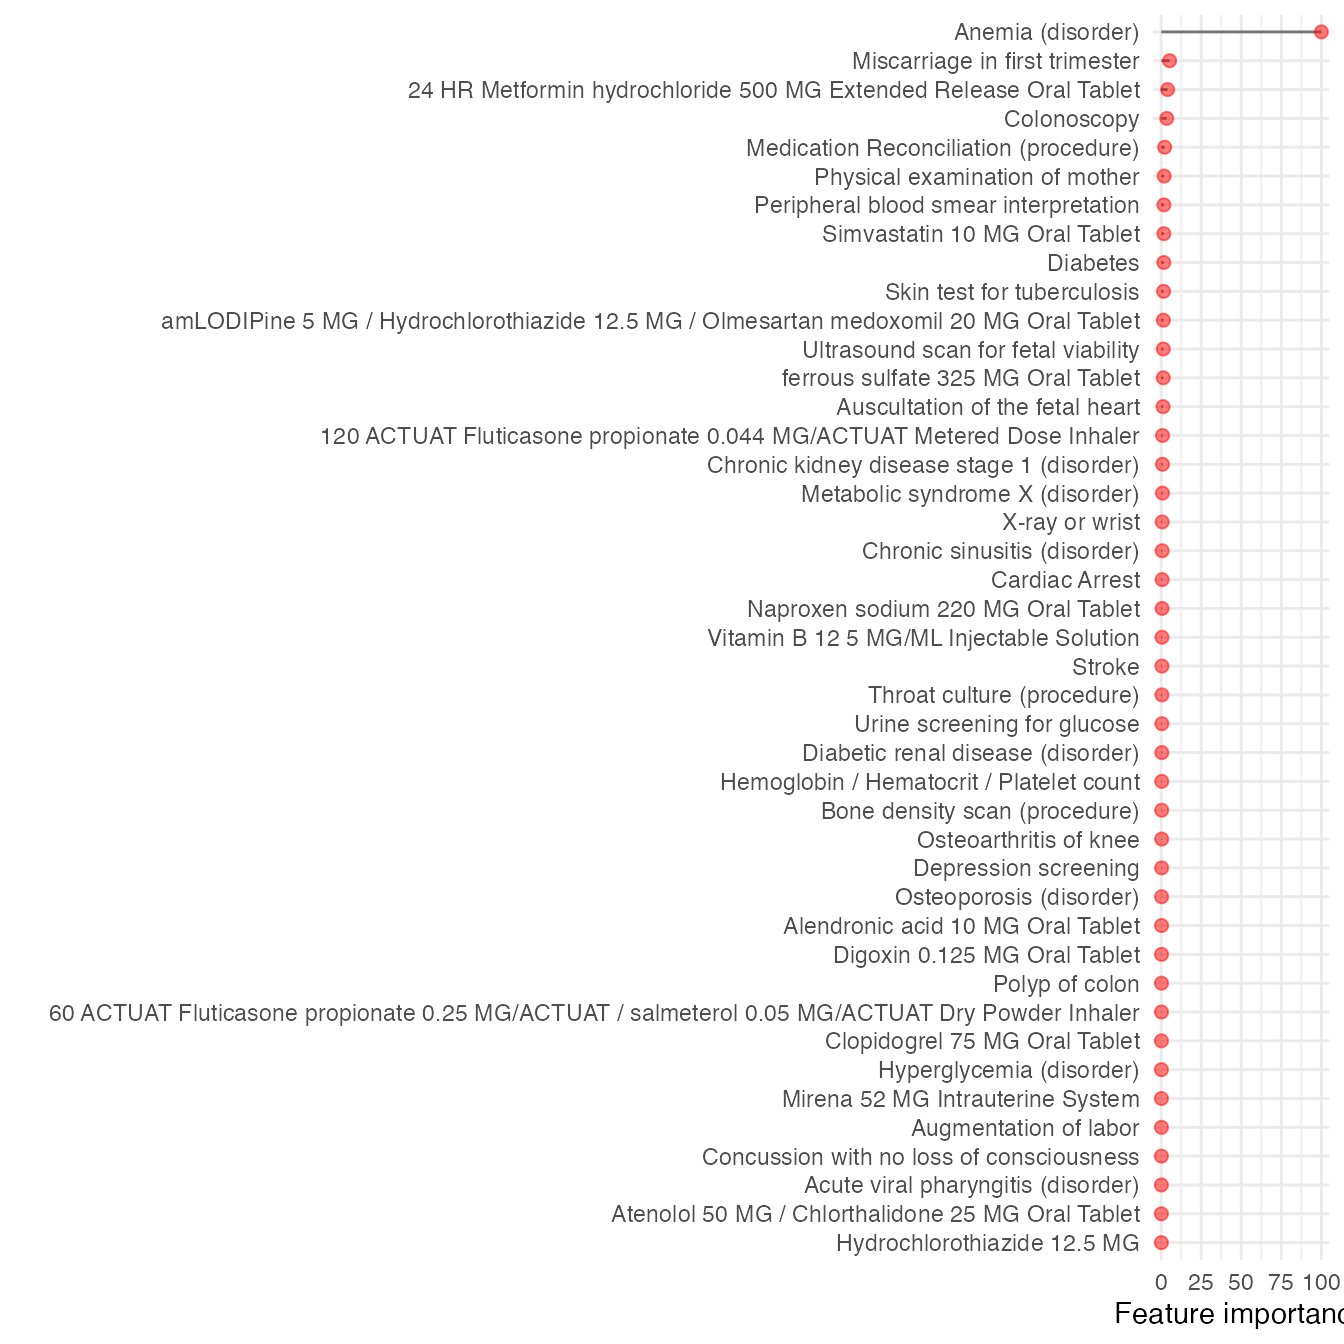 Anemia (disorder)
Miscarriage in first trimester
24 HR Metformin hydrochloride 500 MG Extended Release Oral Tablet
Colonoscopy
Medication Reconciliation (procedure)
Physical examination of mother
Peripheral blood smear interpretation
Simvastatin 10 MG Oral Tablet
Diabetes
Skin test for tuberculosis
amLODIPine 5 MG / Hydrochlorothiazide 12.5 MG / Olmesartan medoxomil 20 MG Oral Tablet
Ultrasound scan for fetal viability
ferrous sulfate 325 MG Oral Tablet
Auscultation of the fetal heart
120 ACTUAT Fluticasone propionate 0.044 MG/ACTUAT Metered Dose Inhaler
Chronic kidney disease stage 1 (disorder)
Metabolic syndrome X (disorder)
X-ray or wrist
Chronic sinusitis (disorder)
Cardiac Arrest
Naproxen sodium 220 MG Oral Tablet
Vitamin B 12 5 MG/ML Injectable Solution
Stroke
Throat culture (procedure)
Urine screening for glucose
Diabetic renal disease (disorder)
Hemoglobin / Hematocrit / Platelet count
Bone density scan (procedure)
Osteoarthritis of knee
Depression screening
Osteoporosis (disorder)
Alendronic acid 10 MG Oral Tablet
Digoxin 0.125 MG Oral Tablet
Polyp of colon
60 ACTUAT Fluticasone propionate 0.25 MG/ACTUAT / salmeterol 0.05 MG/ACTUAT Dry Powder Inhaler
Clopidogrel 75 MG Oral Tablet
Hyperglycemia (disorder)
Mirena 52 MG Intrauterine System
Augmentation of labor
Concussion with no loss of consciousness
Acute viral pharyngitis (disorder)
Atenolol 50 MG / Chlorthalidone 25 MG Oral Tablet
Hydrochlorothiazide 12.5 MG
0 25 50 75 100
Feature importanc